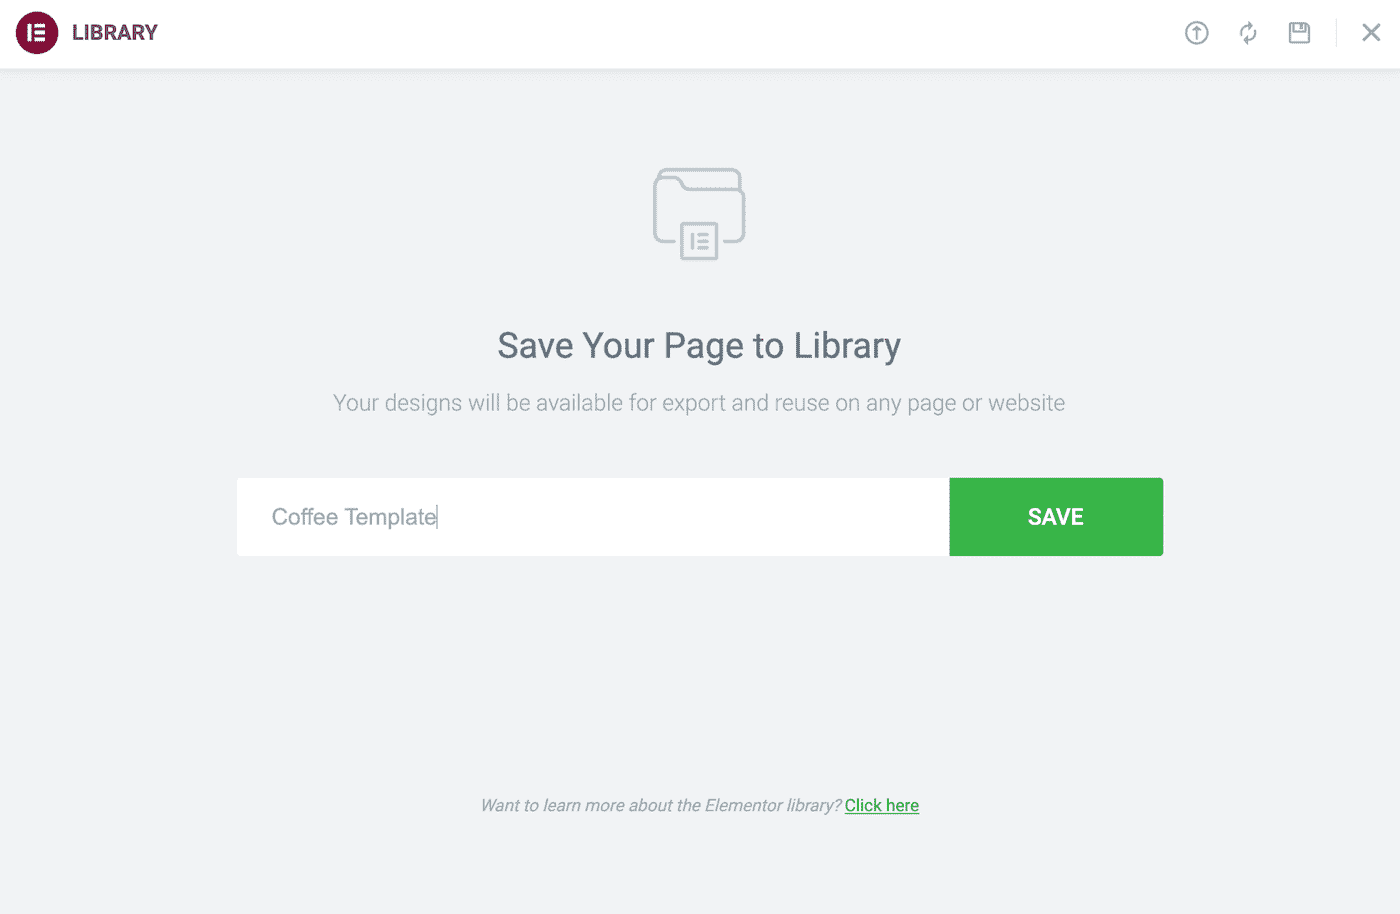 LIBRARY
Save Your Page to Library
Your designs will be available for export and reuse on any page or website
Coffee Template
SAVE
Want to learn more about the Elementor library? Click here